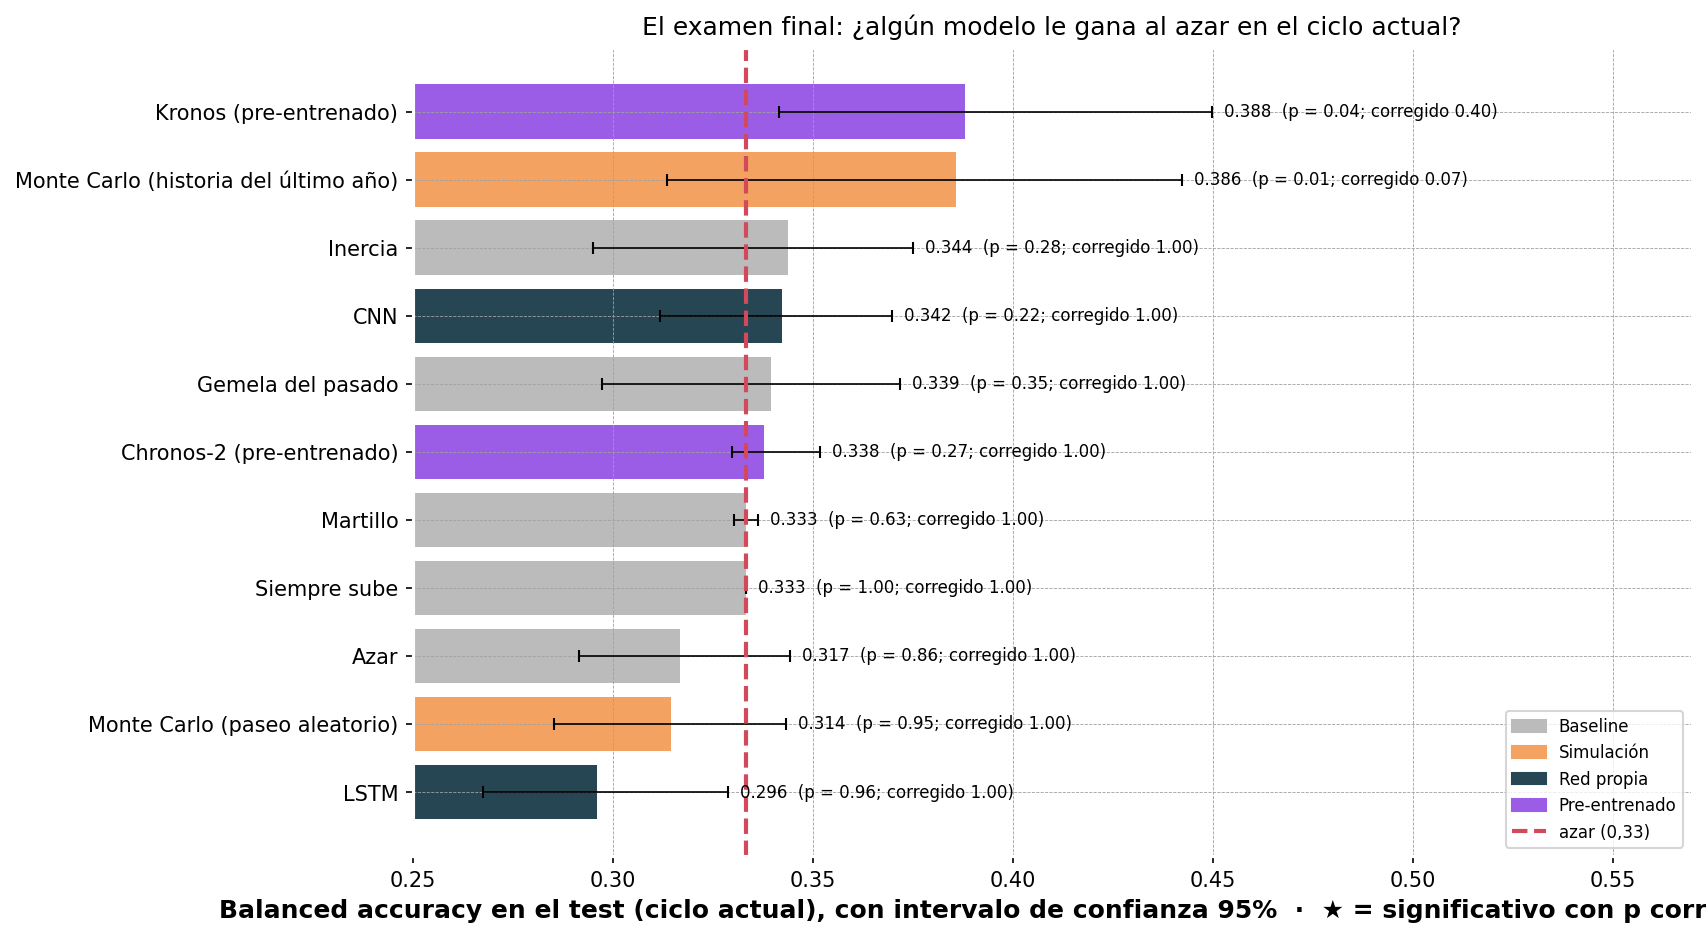 El examen final: ¿algún modelo le gana al azar en el ciclo actual?
Kronos (pre-entrenado)
0.388 (p = 0.04; corregido 0.40)
Monte Carlo (historia del último año)
0.386 (p = 0.01; corregido 0.07)
Inercia
0.344 (p = 0.28; corregido 1.00)
CNN
0.342 (p = 0.22; corregido 1.00)
Gemela del pasado
0.339 (p = 0.35; corregido 1.00)
Chronos-2 (pre-entrenado)
0.338 (p = 0.27; corregido 1.00)
Martillo
0.333 (p = 0.63; corregido 1.00)
Siempre sube
0.333 (p = 1.00; corregido 1.00)
Azar
0.317 (p = 0.86; corregido 1.00)
Monte Carlo (paseo aleatorio)
0.314 (p = 0.95; corregido 1.00)
LSTM
0.296 (p = 0.96; corregido 1.00)
Baseline
Simulación
Red propia
Pre-entrenado
azar (0,33)
0.25 0.30 0.35 0.40 0.45 0.50 0.55
Balanced accuracy en el test (ciclo actual), con intervalo de confianza 95% · ★ = significativo con p corr